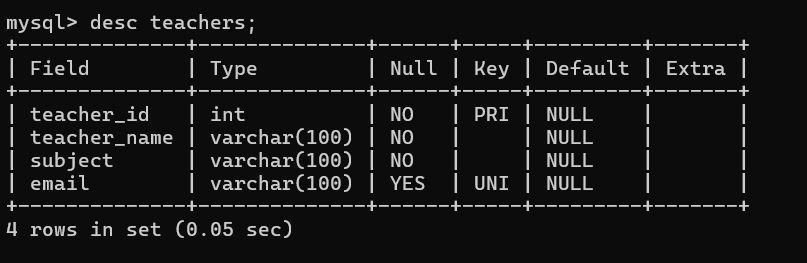 mysql> desc teachers;
+--------------+--------------+------+-----+---------+-------+
| Field        | Type         | Null | Key | Default | Extra |
+--------------+--------------+------+-----+---------+-------+
| teacher_id   | int          | NO   | PRI | NULL    |       |
| teacher_name | varchar(100) | NO   |     | NULL    |       |
| subject      | varchar(100) | NO   |     | NULL    |       |
| email        | varchar(100) | YES  | UNI | NULL    |       |
+--------------+--------------+------+-----+---------+-------+
4 rows in set (0.05 sec)